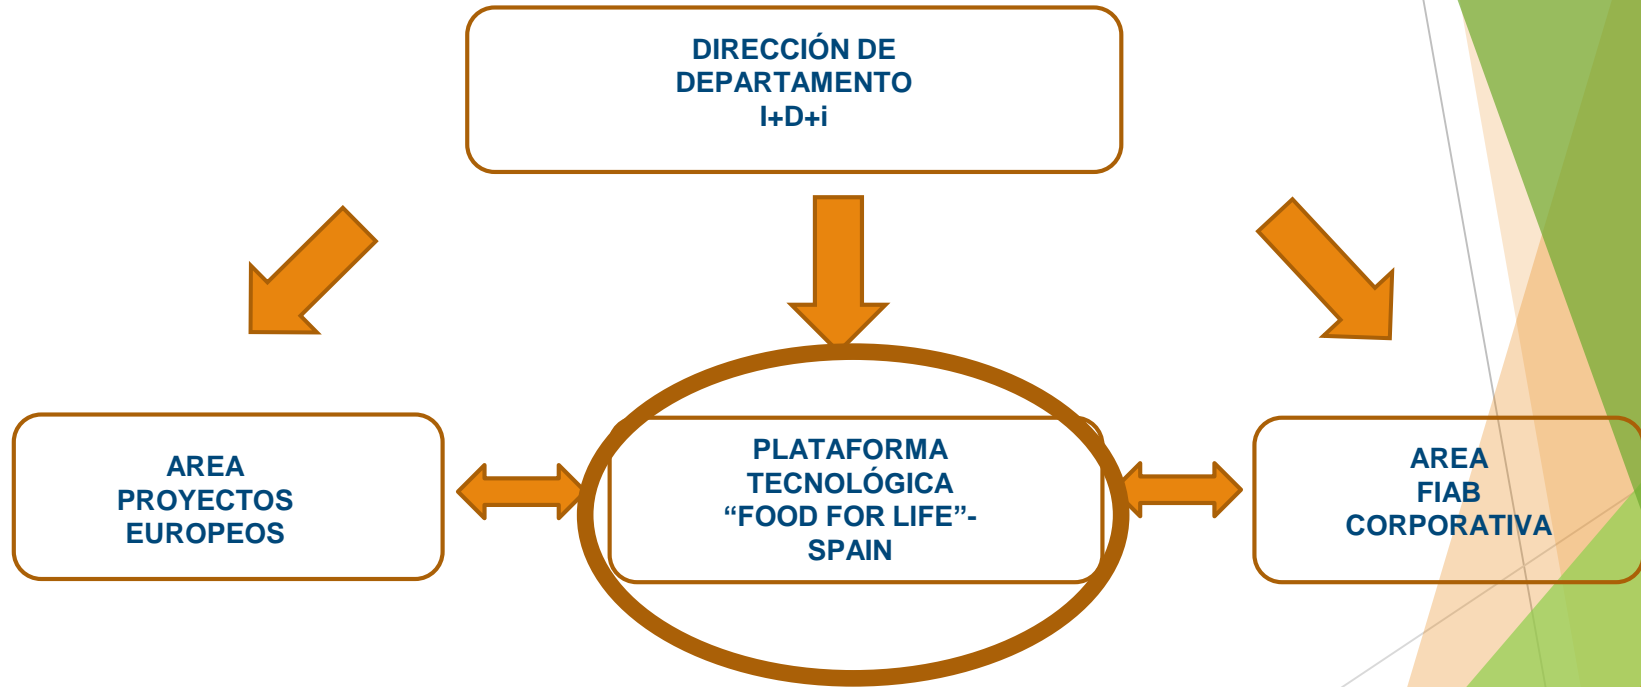 DIRECCIÓN DE
DEPARTAMENTO
I+D+i
AREA
PROYECTOS
EUROPEOS
PLATAFORMA
TECNOLÓGICA
“FOOD FOR LIFE”-
SPAIN
AREA
FIAB
CORPORATIVA